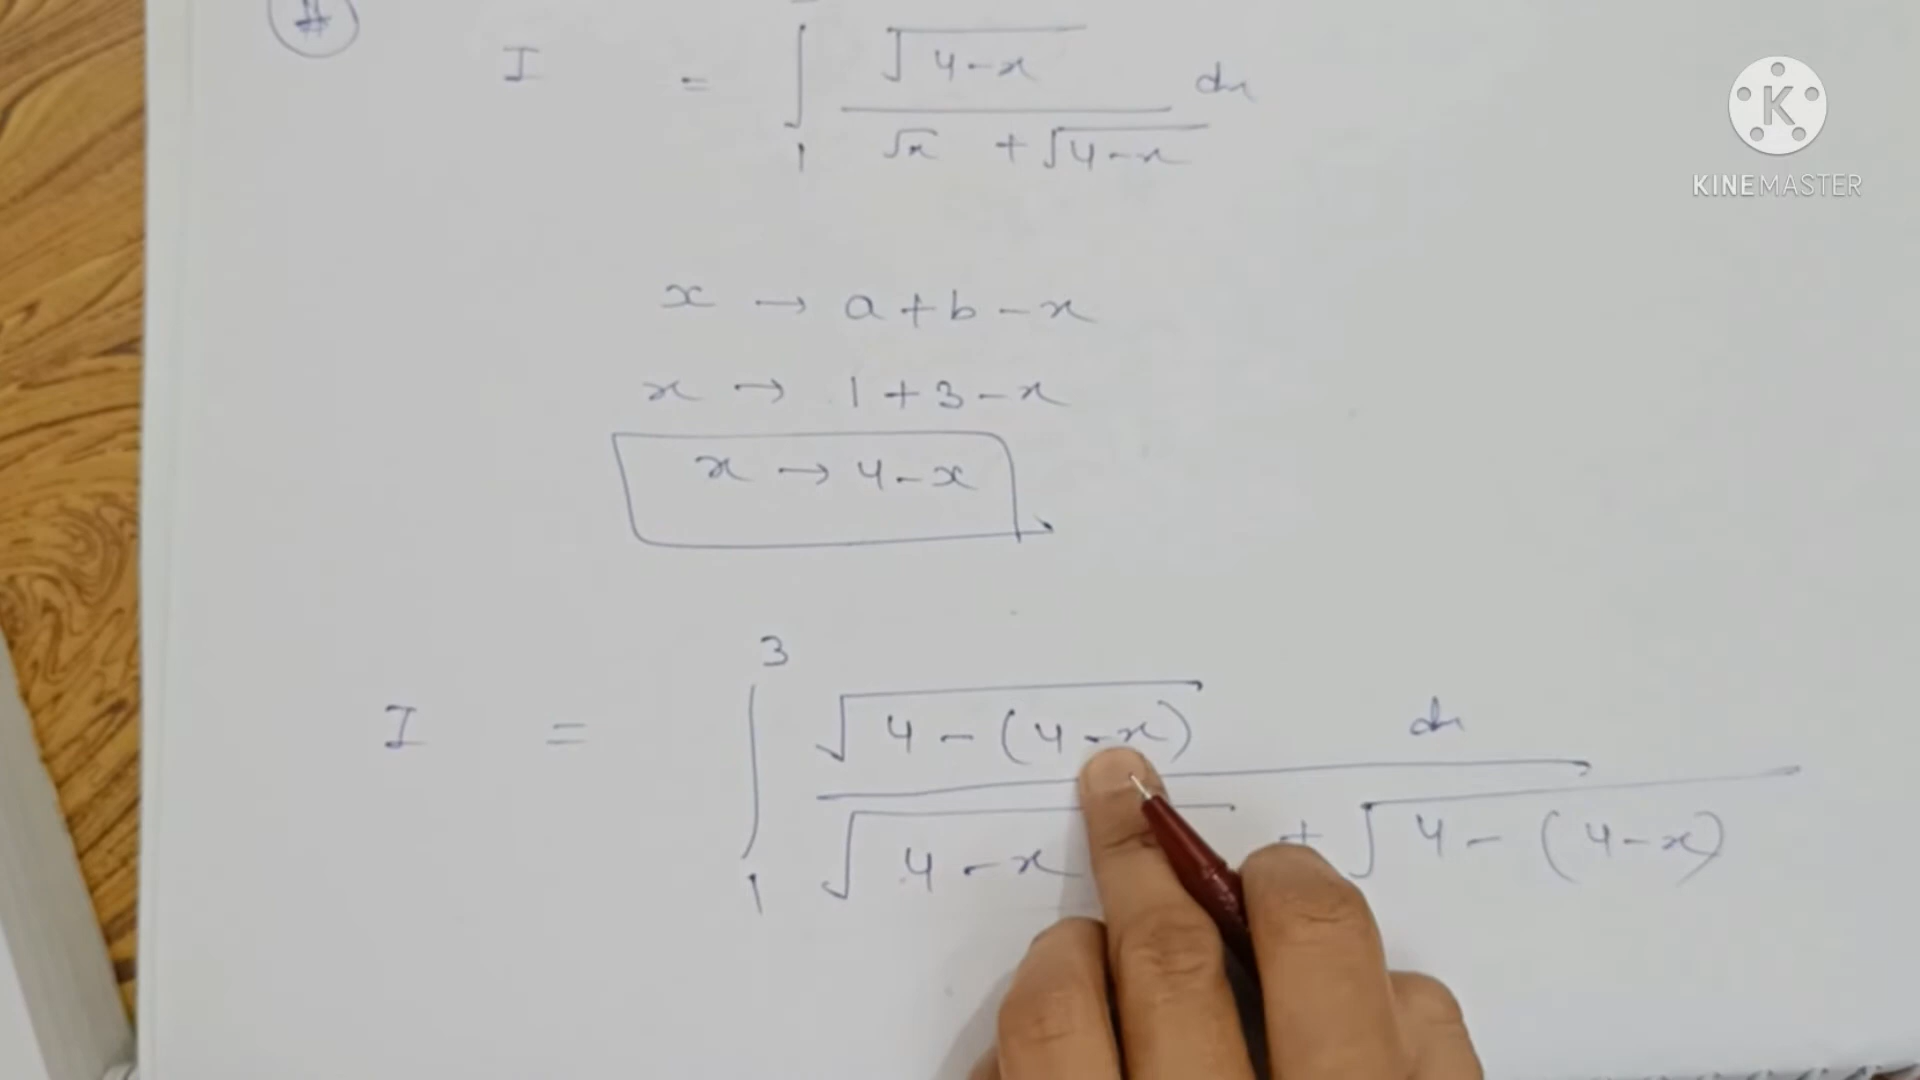 #
I = ∫₁ √(4-x) / (√x + √(4-x)) dx
K
KINEMASTER
x → a+b-x
x → 1+3-x
x → 4-x
I = ∫₁³ √(4-(4-x)) / (√(4-x) + √(4-(4-x))) dx